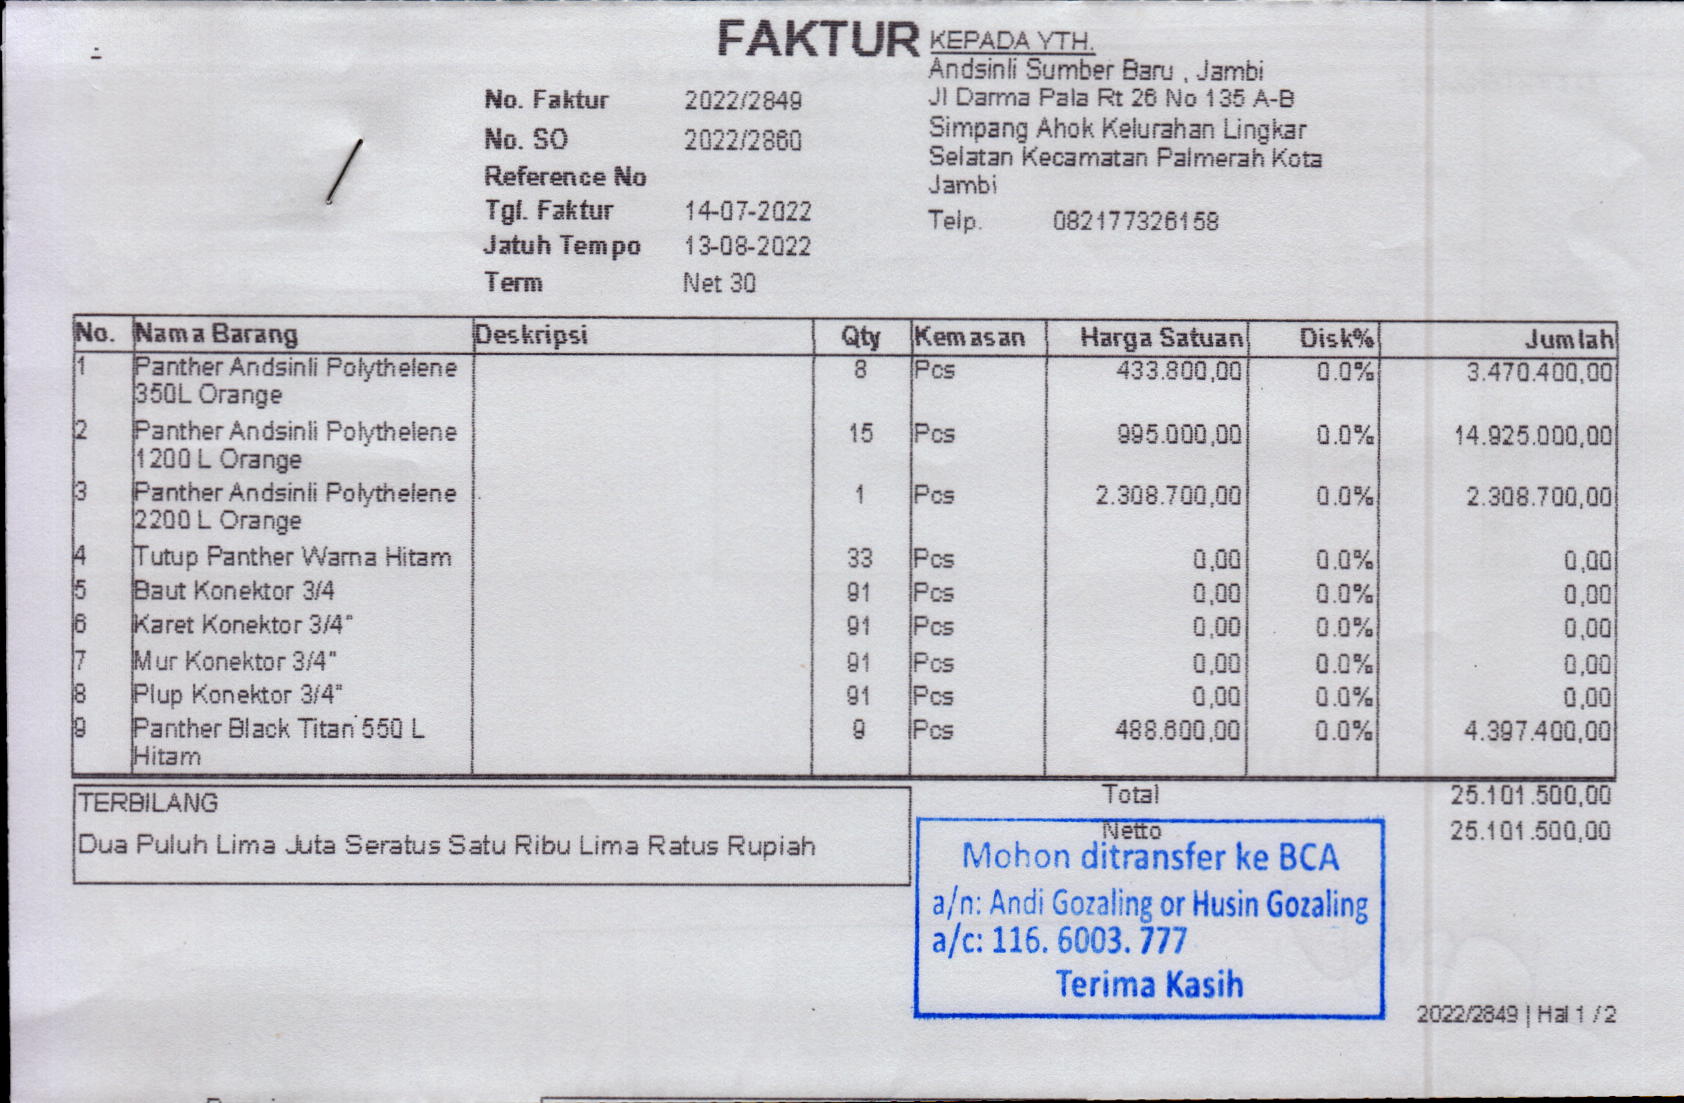 FAKTUR
KEPADA YTH.
Andsinli Sumber Baru , Jambi
Jl Darma Pala Rt 26 No 135 A-B
Simpang Ahok Kelurahan Lingkar
Selatan Kecamatan Palmerah Kota
Jambi
Telp. 082177326158
No. Faktur 2022/2849
No. SO 2022/2860
Reference No
Tgl. Faktur 14-07-2022
Jatuh Tempo 13-08-2022
Term Net 30
No. Nama Barang Deskripsi Qty Kemasan Harga Satuan Disk% Jumlah
1 Panther Andsinli Polythelene 8 Pcs 433.800,00 0.0% 3.470.400,00
350L Orange
2 Panther Andsinli Polythelene 15 Pcs 995.000,00 0.0% 14.925.000,00
1200 L Orange
3 Panther Andsinli Polythelene 1 Pcs 2.308.700,00 0.0% 2.308.700,00
2200 L Orange
4 Tutup Panther Warna Hitam 33 Pcs 0,00 0.0% 0,00
5 Baut Konektor 3/4 91 Pcs 0,00 0.0% 0,00
6 Karet Konektor 3/4" 91 Pcs 0,00 0.0% 0,00
7 Mur Konektor 3/4" 91 Pcs 0,00 0.0% 0,00
8 Plup Konektor 3/4" 91 Pcs 0,00 0.0% 0,00
9 Panther Black Titan 550 L 9 Pcs 488.600,00 0.0% 4.397.400,00
Hitam
TERBILANG
Dua Puluh Lima Juta Seratus Satu Ribu Lima Ratus Rupiah
Total 25.101.500,00
Netto 25.101.500,00
Mohon ditransfer ke BCA
a/n: Andi Gozaling or Husin Gozaling
a/c: 116. 6003. 777
Terima Kasih
2022/2849 | Hal 1 / 2